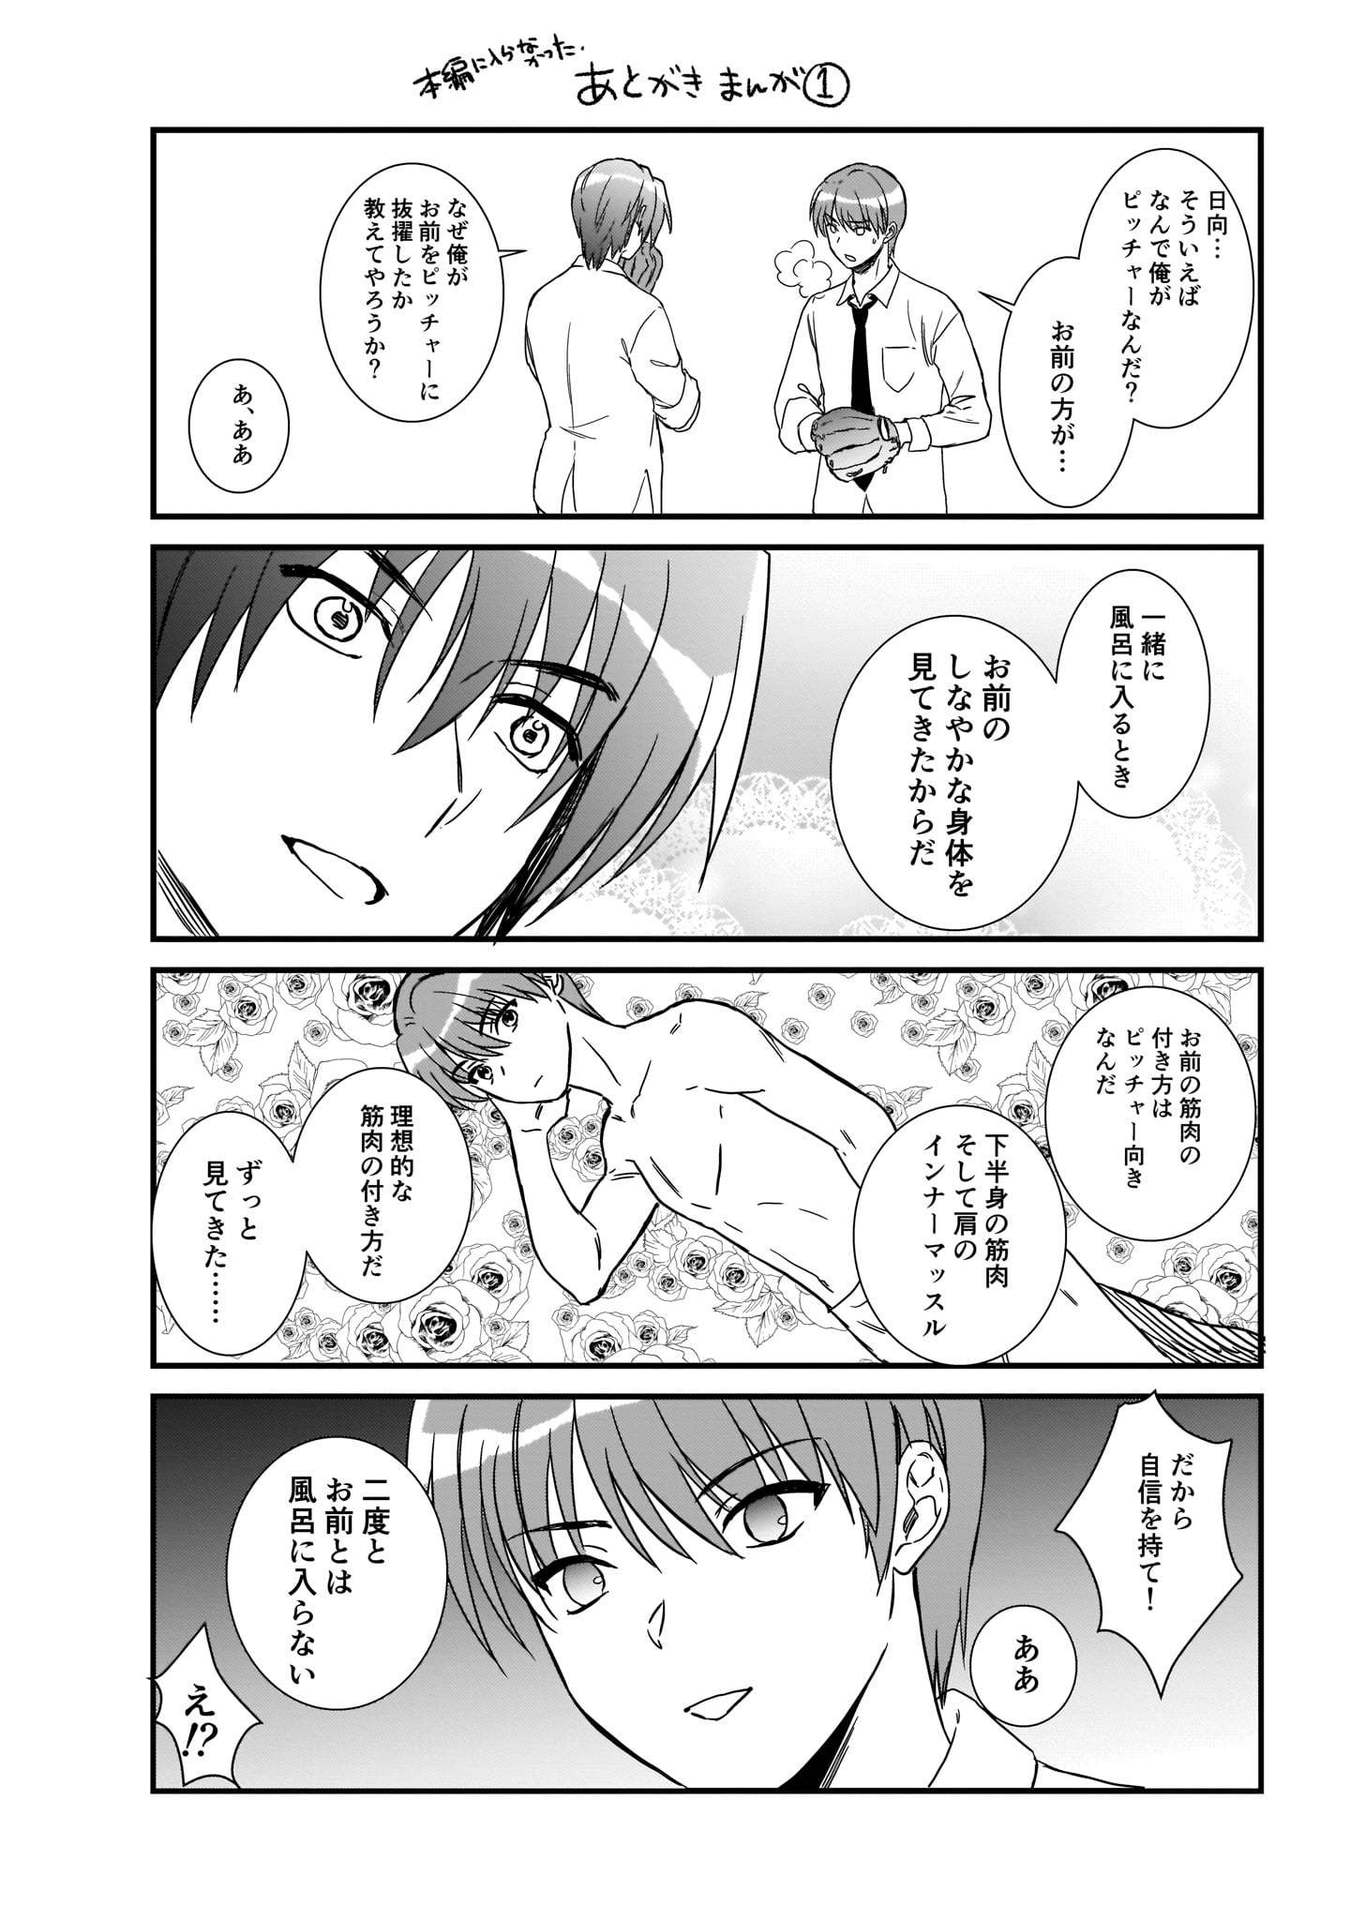 本編に入らなかった.
あとがきまんが①
日向…
そういえば
なんで俺が
ピッチャーなんだ?
お前の方が…
なぜ俺が
お前をピッチャーに
抜擢したか
教えてやろうか?
あ、ああ
一緒に
風呂に入るとき
お前の
しなやかな身体を
見てきたからだ
お前の筋肉の
付き方は
ピッチャー向き
なんだ
下半身の筋肉
そして肩の
インナーマッスル
理想的な
筋肉の付き方だ
ずっと
見てきた……
だから
自信を持て!
ああ
二度と
お前とは
風呂に入らない
え!?